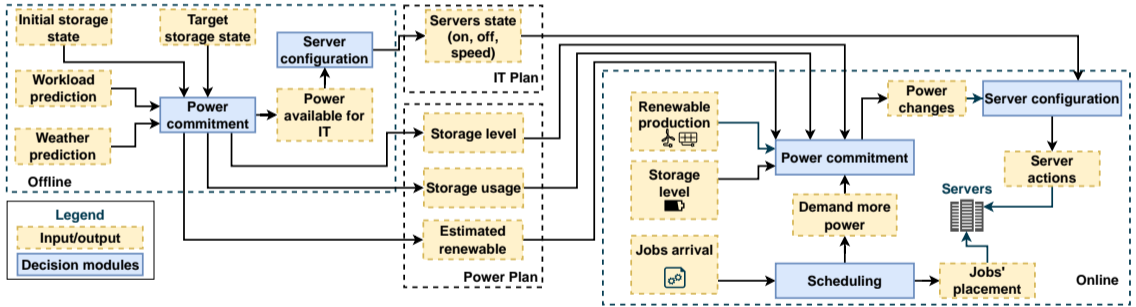 Initial storage
state
Target
storage state
Workload
prediction
Weather
prediction
Power
commitment
Server
configuration
Power
available for
IT
Offline
Legend
Input/output
Decision modules
Servers state
(on, off,
speed)
IT Plan
Storage level
Storage usage
Estimated
renewable
Power Plan
Renewable
production
Storage
level
Jobs arrival
Power commitment
Demand more
power
Scheduling
Power
changes
Server configuration
Server
actions
Servers
Jobs'
placement
Online